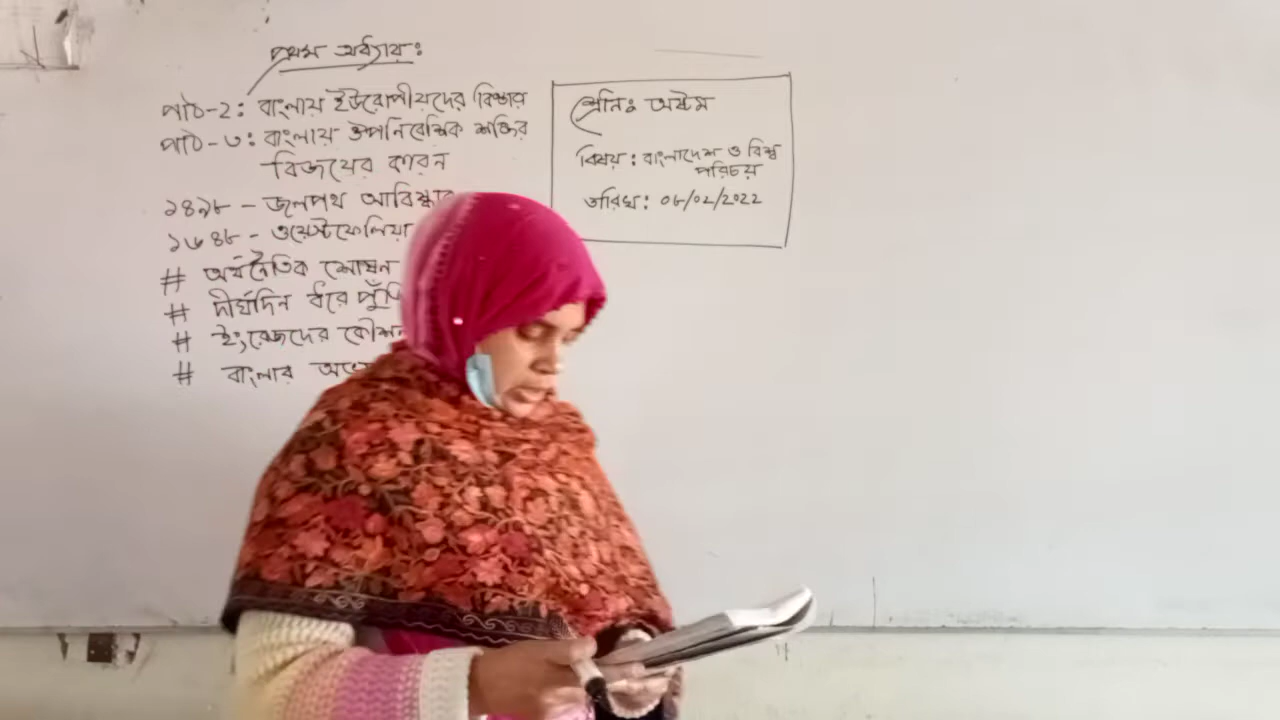 প্রথম অধ্যায়ঃ
পাঠ-২: বাংলায় ইউরোপীয়দের বিস্তার
পাঠ-৩: বাংলায় ঔপনিবেশিক শক্তির
বিজয়ের কারন
১৪৯৮ - জলপথ আবিষ্কার
১৬৪৮ - ওয়েস্টফেলিয়া
# অর্থনৈতিক শোষন
# দীর্ঘদিন ধরে
# ইংরেজদের কৌশল
# বাংলার
শ্রেনিঃ অষ্টম
বিষয়: বাংলাদেশ ও বিশ্ব
পরিচয়
তারিখ: ০৮/০২/২০২২